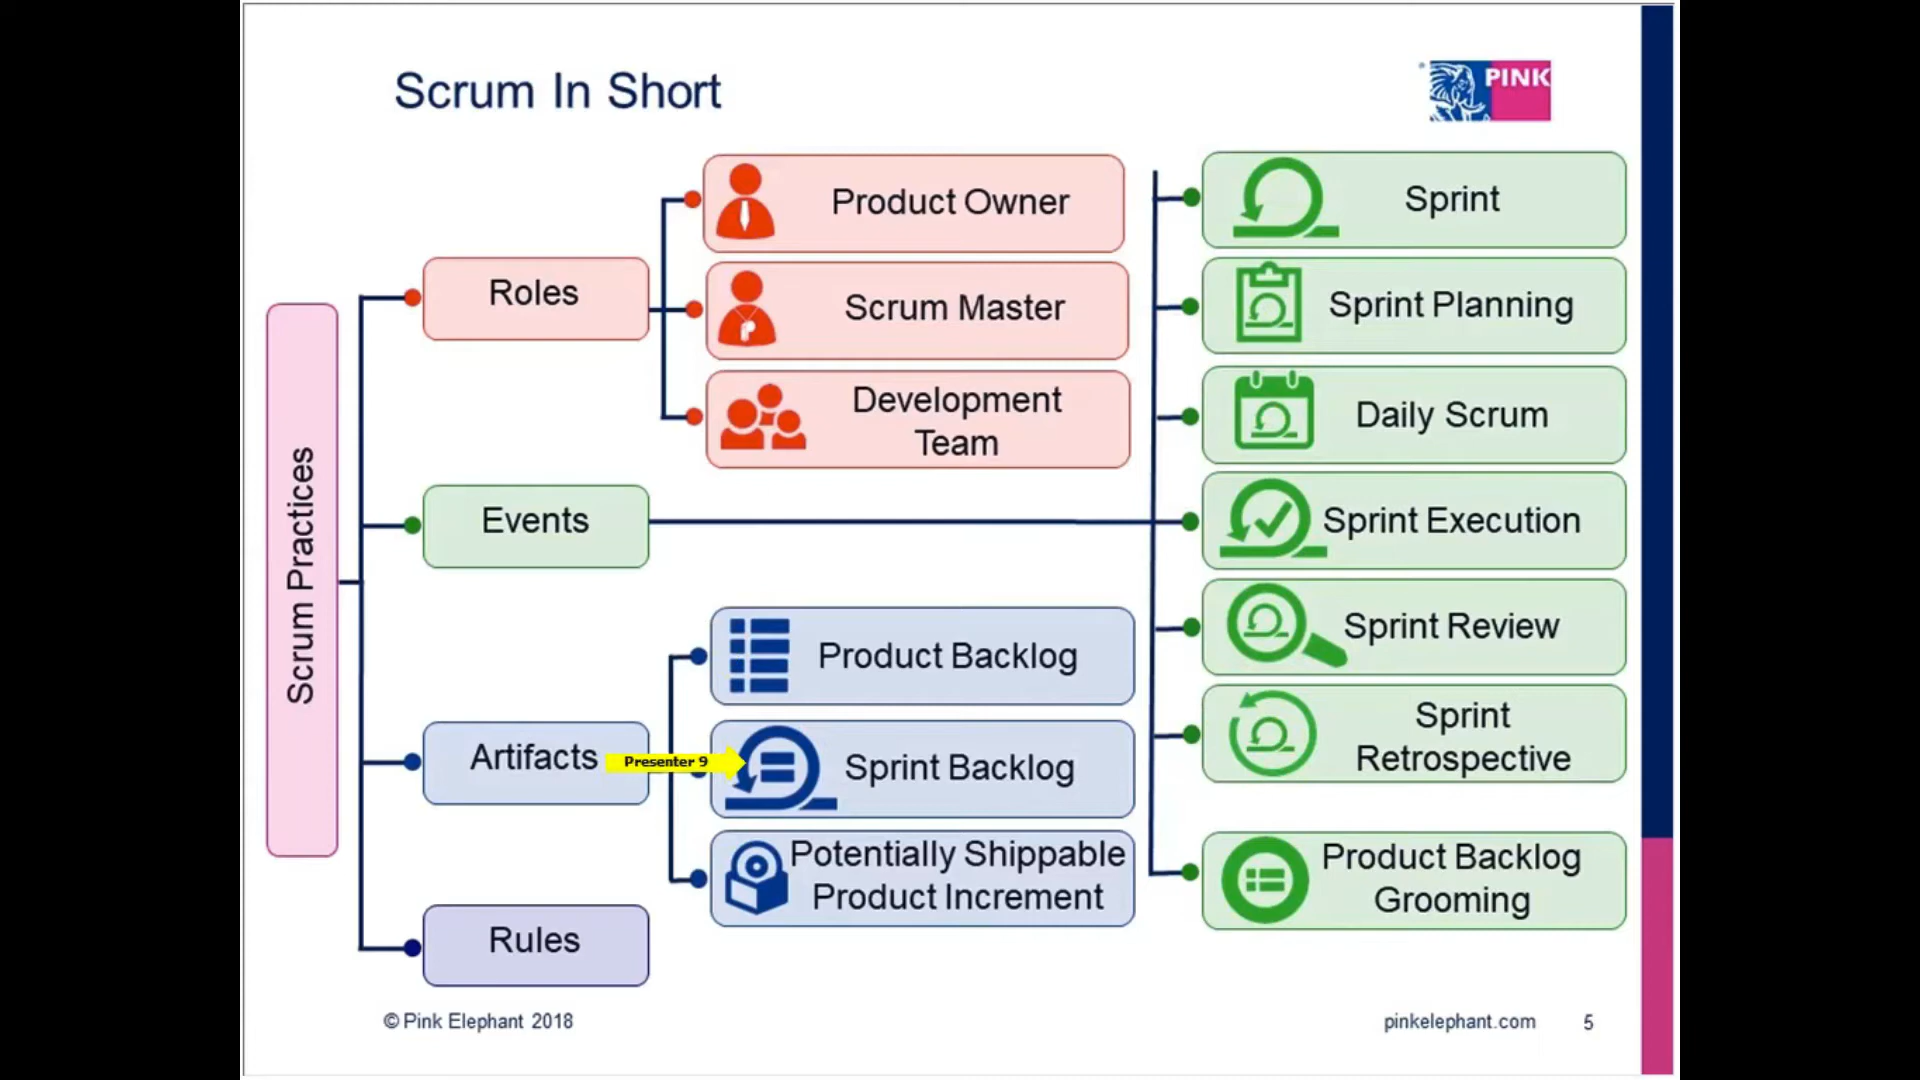 Scrum In Short
PINK
Scrum Practices
Roles
Product Owner
Scrum Master
Development
Team
Events
Sprint
Sprint Planning
Daily Scrum
Sprint Execution
Sprint Review
Sprint
Retrospective
Product Backlog
Grooming
Artifacts
Presenter 9
Product Backlog
Sprint Backlog
Potentially Shippable
Product Increment
Rules
© Pink Elephant 2018
pinkelephant.com
5